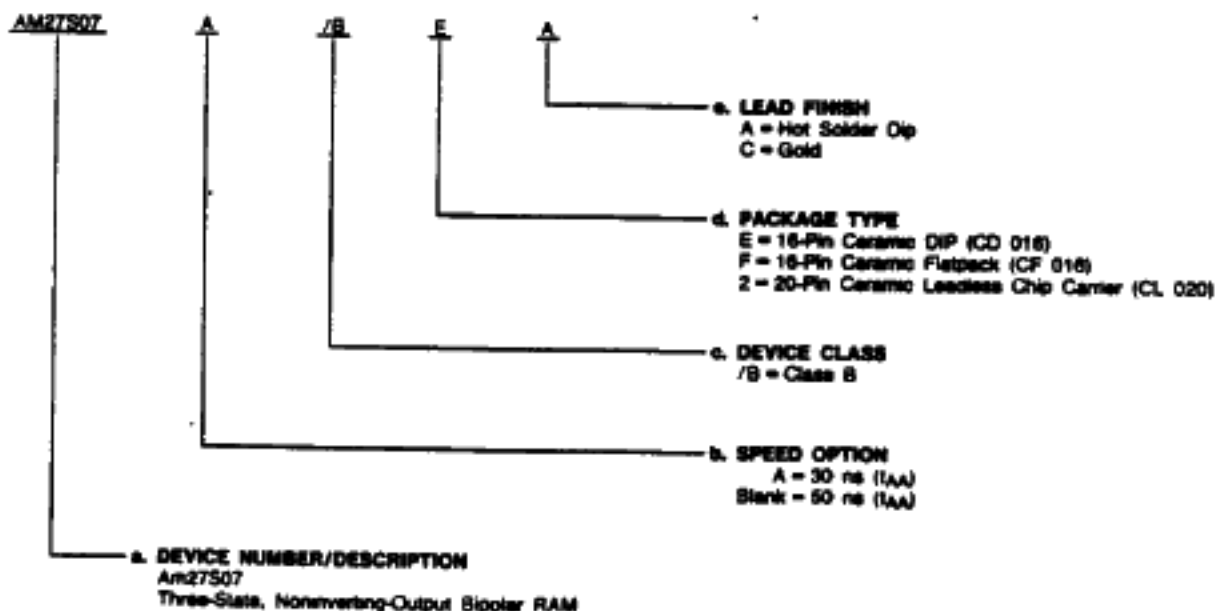 AM27S07 A /B E A
e. LEAD FINISH
A = Hot Solder Dip
C = Gold
d. PACKAGE TYPE
E = 16-Pin Ceramic DIP (CD 016)
F = 16-Pin Ceramic Flatpack (CF 016)
2 = 20-Pin Ceramic Leadless Chip Carrier (CL 020)
c. DEVICE CLASS
/B = Class B
b. SPEED OPTION
A = 30 ns (tAA)
Blank = 50 ns (tAA)
a. DEVICE NUMBER/DESCRIPTION
Am27S07
Three-State, Noninverting-Output Bipolar RAM